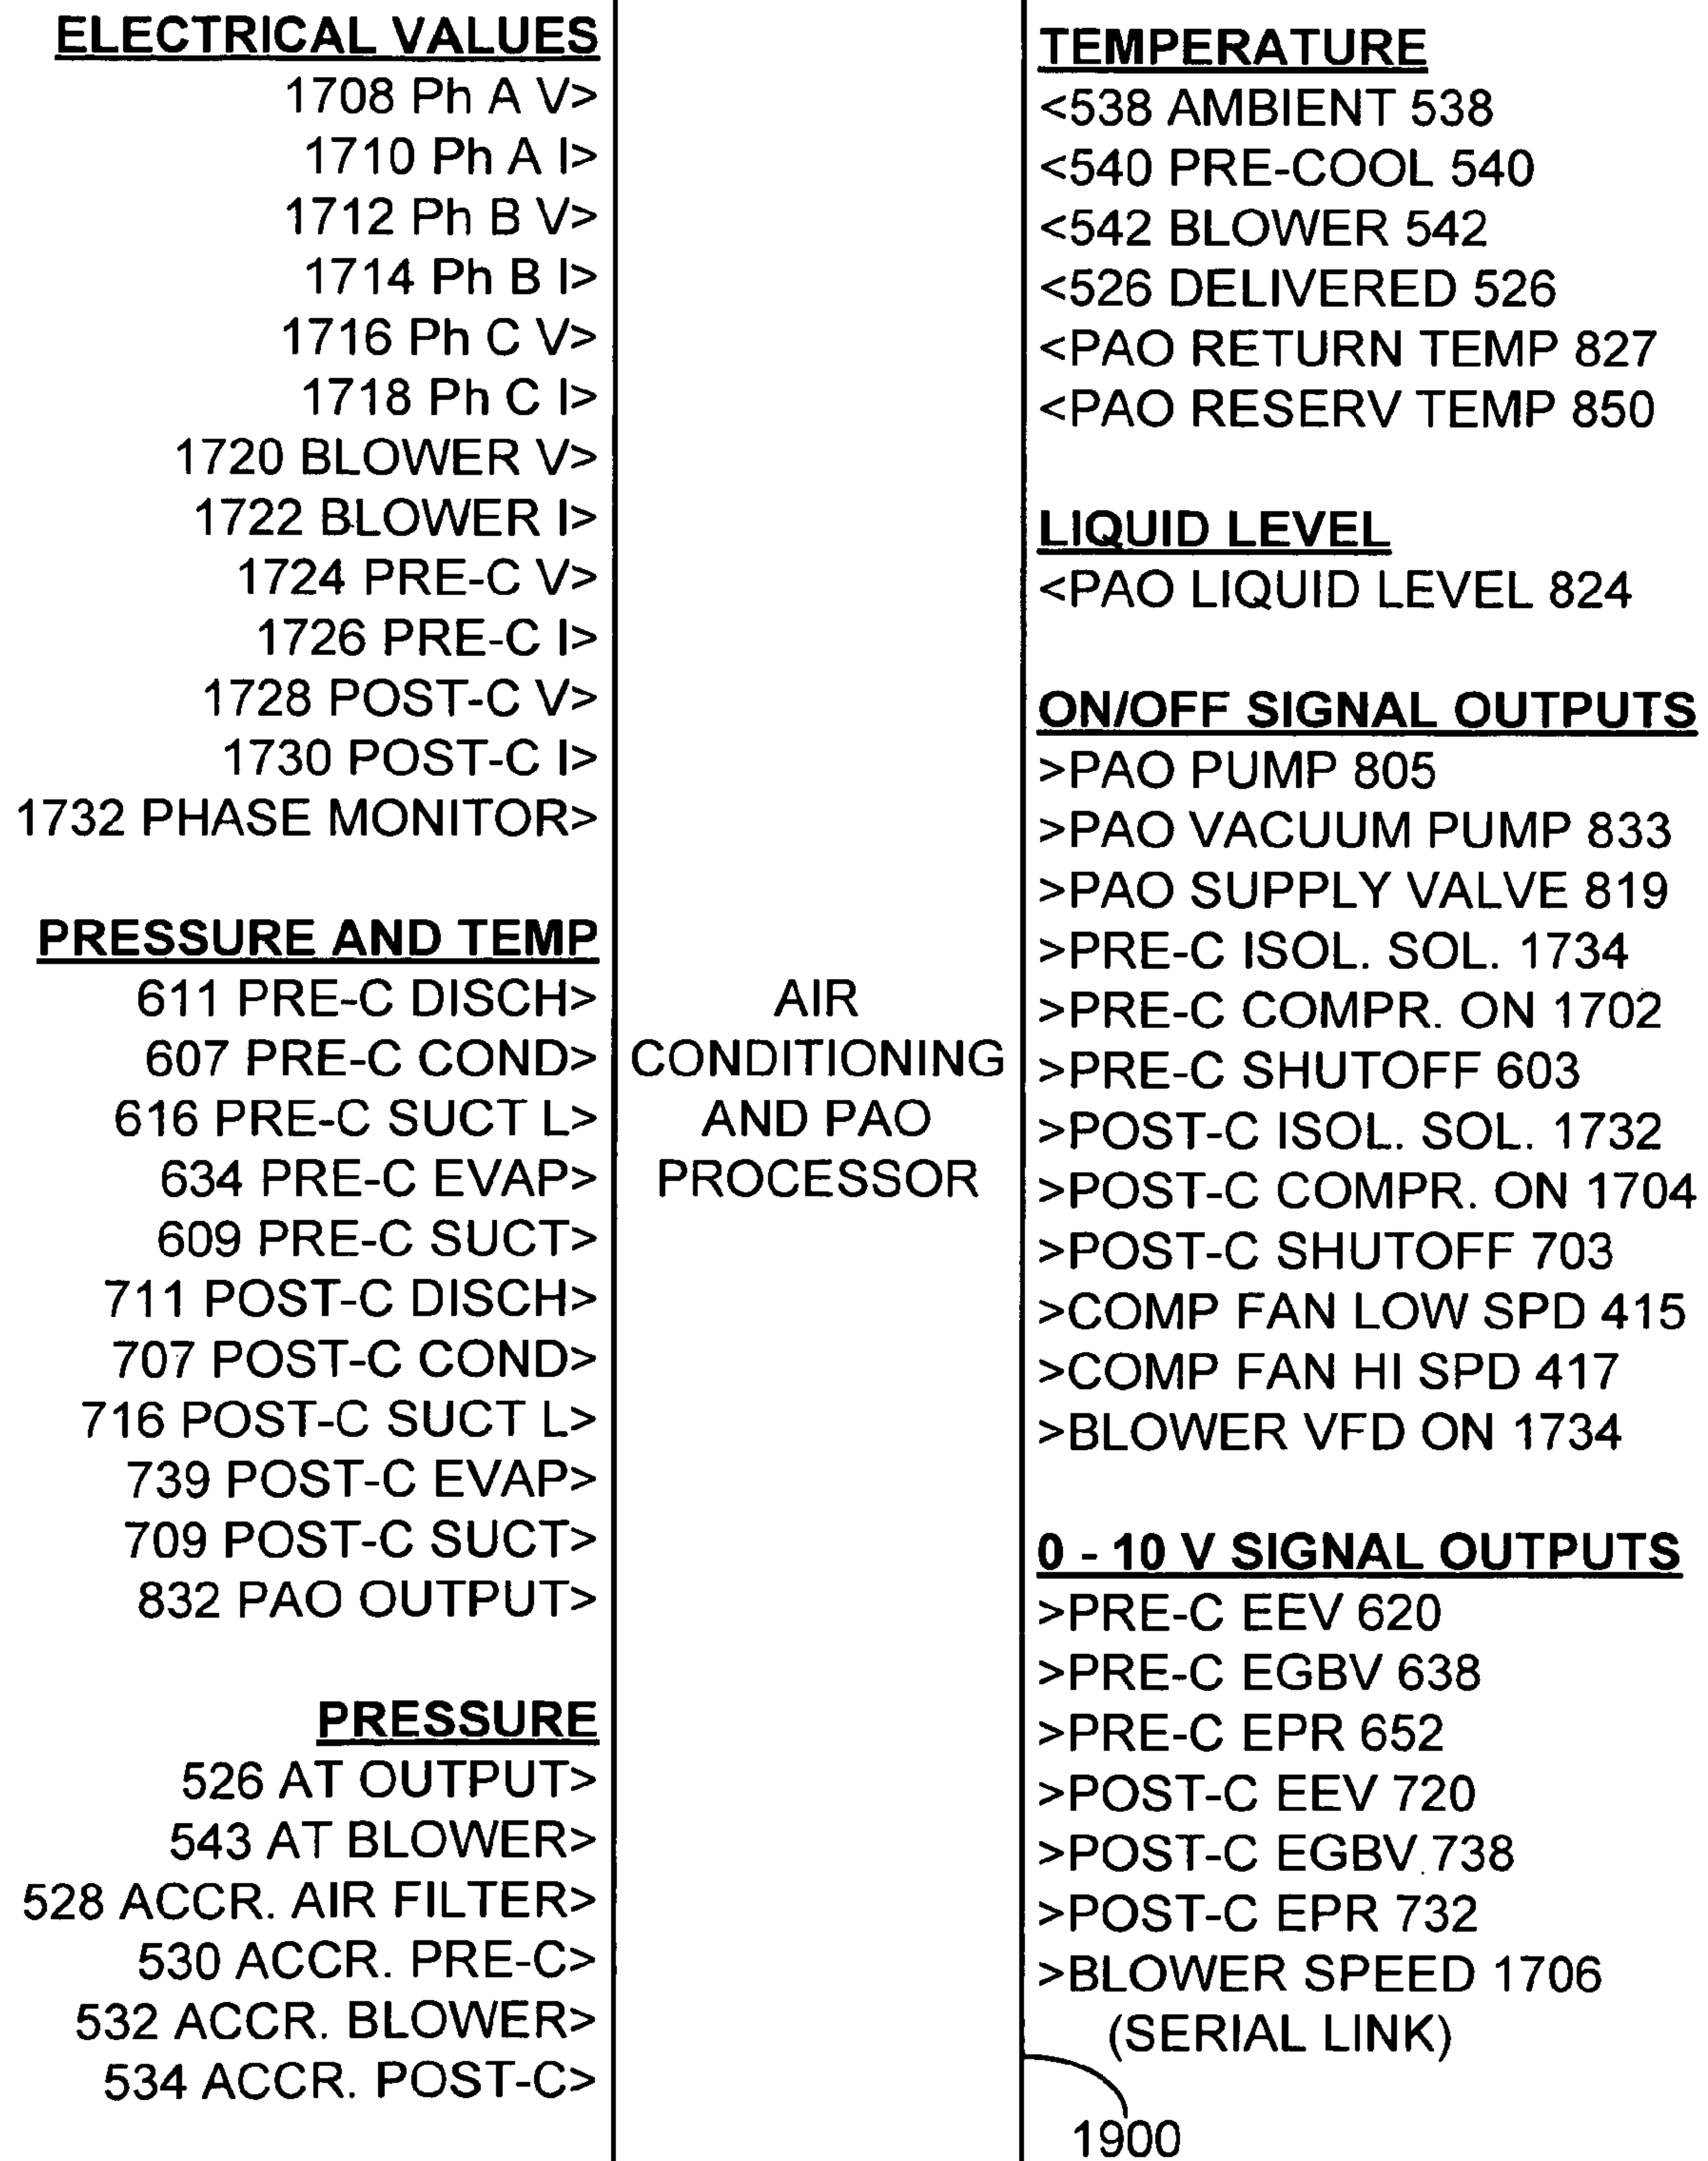 ELECTRICAL VALUES
1708 Ph A V>
1710 Ph A I>
1712 Ph B V>
1714 Ph B I>
1716 Ph C V>
1718 Ph C I>
1720 BLOWER V>
1722 BLOWER I>
1724 PRE-C V>
1726 PRE-C I>
1728 POST-C V>
1730 POST-C I>
1732 PHASE MONITOR>
PRESSURE AND TEMP
611 PRE-C DISCH>
607 PRE-C COND>
616 PRE-C SUCT L>
634 PRE-C EVAP>
609 PRE-C SUCT>
711 POST-C DISCH>
707 POST-C COND>
716 POST-C SUCT L>
739 POST-C EVAP>
709 POST-C SUCT>
832 PAO OUTPUT>
PRESSURE
526 AT OUTPUT>
543 AT BLOWER>
528 ACCR. AIR FILTER>
530 ACCR. PRE-C>
532 ACCR. BLOWER>
534 ACCR. POST-C>
AIR
CONDITIONING
AND PAO
PROCESSOR
TEMPERATURE
<538 AMBIENT 538
<540 PRE-COOL 540
<542 BLOWER 542
<526 DELIVERED 526
<PAO RETURN TEMP 827
<PAO RESERV TEMP 850
LIQUID LEVEL
<PAO LIQUID LEVEL 824
ON/OFF SIGNAL OUTPUTS
>PAO PUMP 805
>PAO VACUUM PUMP 833
>PAO SUPPLY VALVE 819
>PRE-C ISOL. SOL. 1734
>PRE-C COMPR. ON 1702
>PRE-C SHUTOFF 603
>POST-C ISOL. SOL. 1732
>POST-C COMPR. ON 1704
>POST-C SHUTOFF 703
>COMP FAN LOW SPD 415
>COMP FAN HI SPD 417
>BLOWER VFD ON 1734
0 - 10 V SIGNAL OUTPUTS
>PRE-C EEV 620
>PRE-C EGBV 638
>PRE-C EPR 652
>POST-C EEV 720
>POST-C EGBV 738
>POST-C EPR 732
>BLOWER SPEED 1706
(SERIAL LINK)
1900